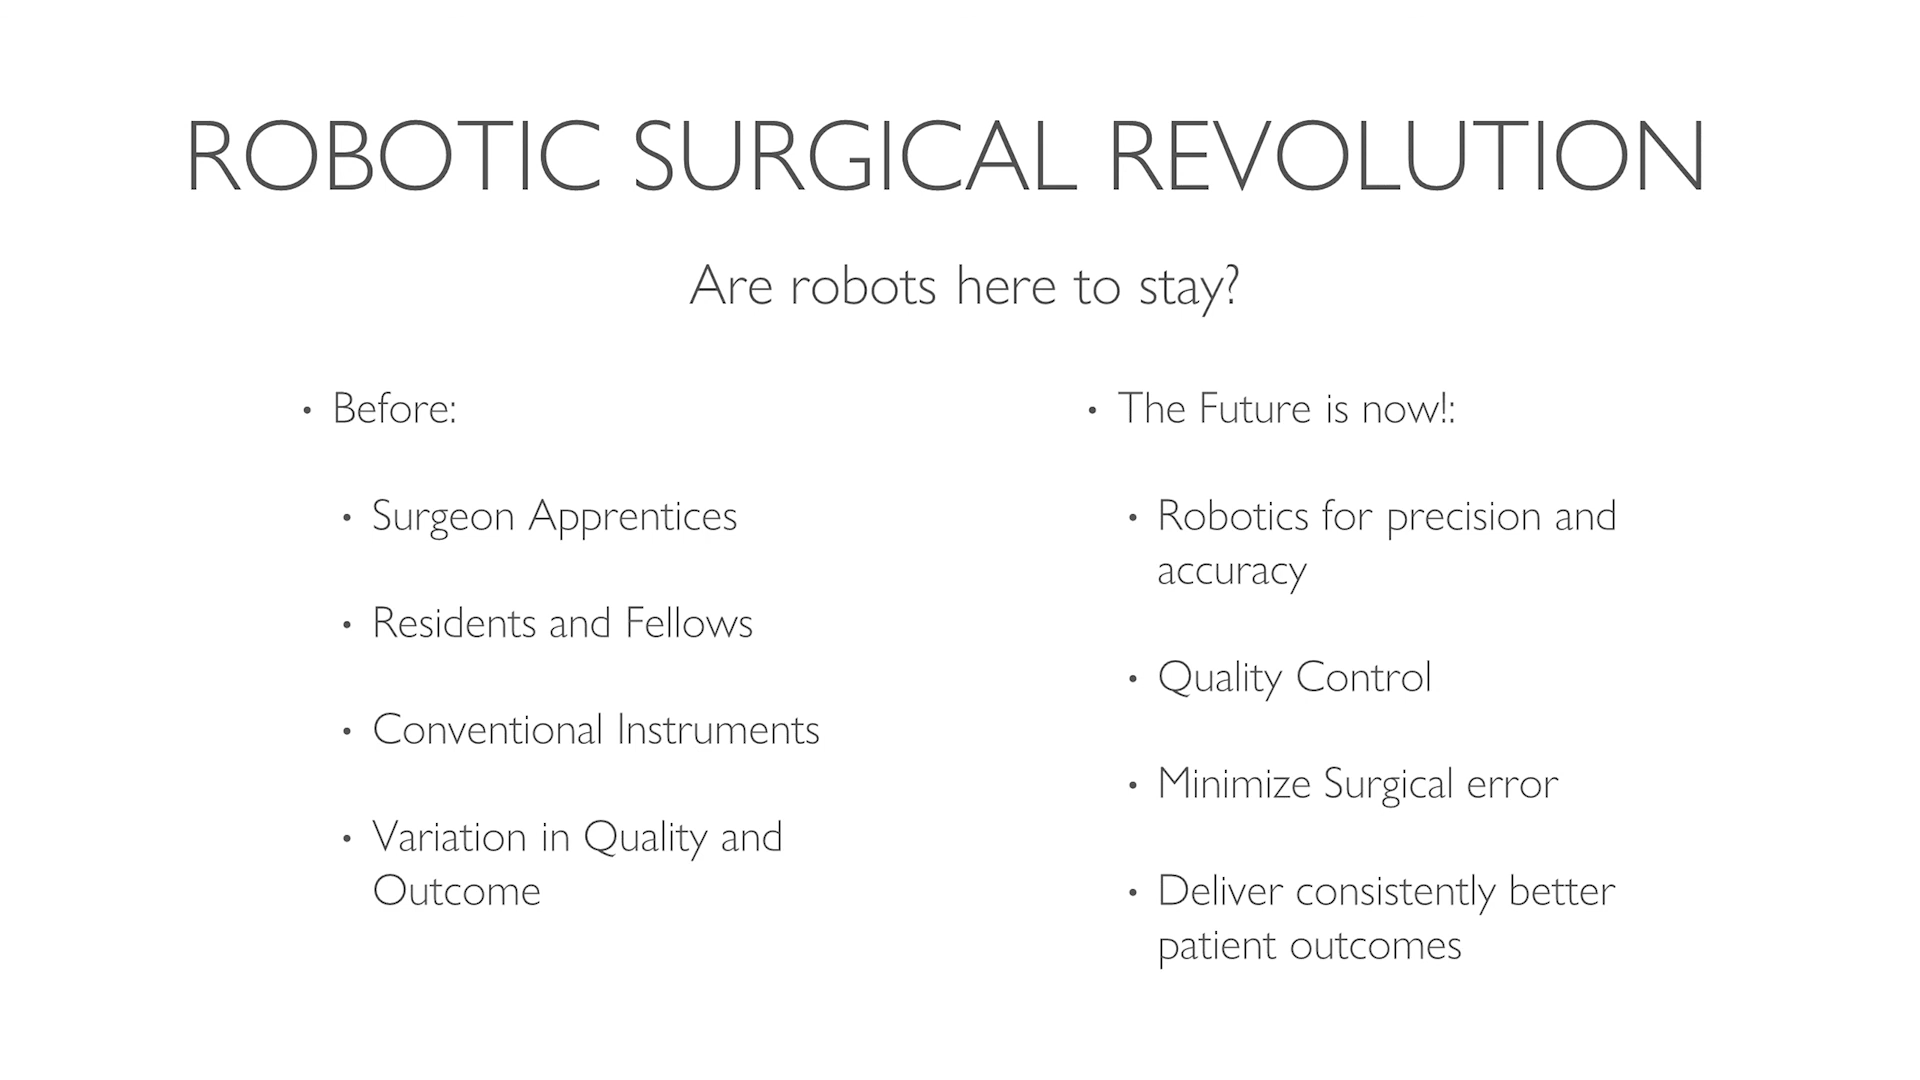 ROBOTIC SURGICAL REVOLUTION
Are robots here to stay?
• Before:
• Surgeon Apprentices
• Residents and Fellows
• Conventional Instruments
• Variation in Quality and
Outcome
• The Future is now!:
• Robotics for precision and
accuracy
• Quality Control
• Minimize Surgical error
• Deliver consistently better
patient outcomes